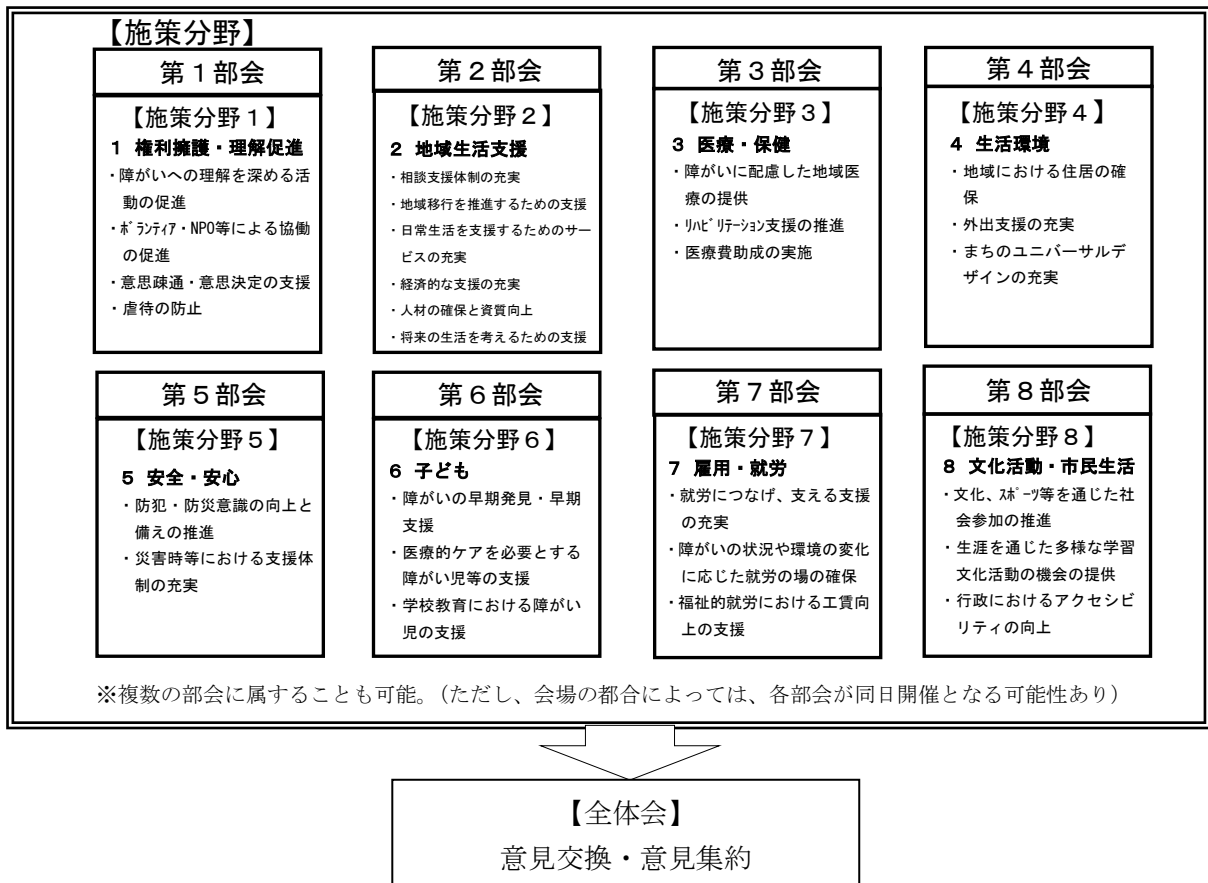 【施策分野】
第１部会
【施策分野１】
1 権利擁護・理解促進
・障がいへの理解を深める活
動の促進
・ﾎﾞﾗﾝﾃｨｱ・NPO等による協働
の促進
・意思疎通・意思決定の支援
・虐待の防止
第２部会
【施策分野２】
2 地域生活支援
・相談支援体制の充実
・地域移行を推進するための支援
・日常生活を支援するためのサー
ビスの充実
・経済的な支援の充実
・人材の確保と資質向上
・将来の生活を考えるための支援
第３部会
【施策分野３】
3 医療・保健
・障がいに配慮した地域医
療の提供
・ﾘﾊﾋﾞﾘﾃｰｼｮﾝ支援の推進
・医療費助成の実施
第４部会
【施策分野４】
4 生活環境
・地域における住居の確
保
・外出支援の充実
・まちのユニバーサルデ
ザインの充実
第５部会
【施策分野５】
5 安全・安心
・防犯・防災意識の向上と
備えの推進
・災害時等における支援体
制の充実
第６部会
【施策分野６】
6 子ども
・障がいの早期発見・早期
支援
・医療的ケアを必要とする
障がい児等の支援
・学校教育における障がい
児の支援
第７部会
【施策分野７】
7 雇用・就労
・就労につなげ、支える支援
の充実
・障がいの状況や環境の変化
に応じた就労の場の確保
・福祉的就労における工賃向
上の支援
第８部会
【施策分野８】
8 文化活動・市民生活
・文化、ｽﾎﾟｰﾂ等を通じた社
会参加の推進
・生涯を通じた多様な学習
文化活動の機会の提供
・行政におけるアクセシビ
リティの向上
※複数の部会に属することも可能。（ただし、会場の都合によっては、各部会が同日開催となる可能性あり）
【全体会】
意見交換・意見集約